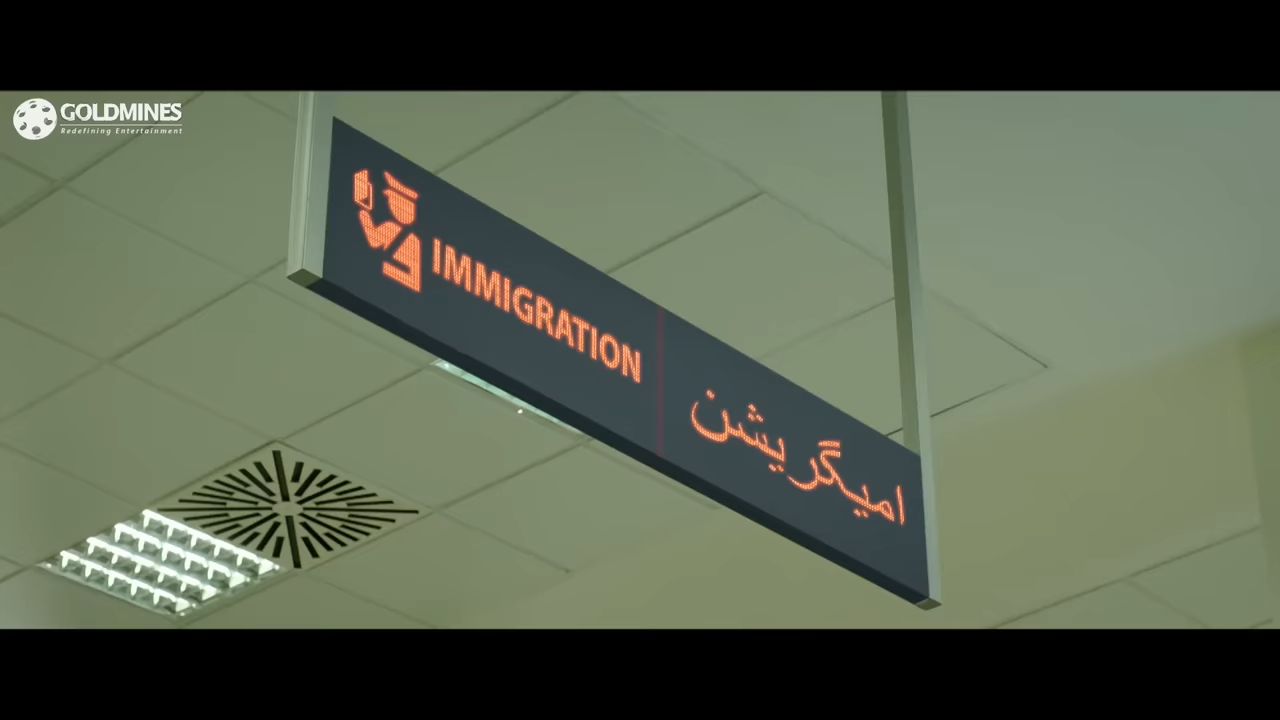 GOLDMINES
Redefining Entertainment
IMMIGRATION
امیگریشن